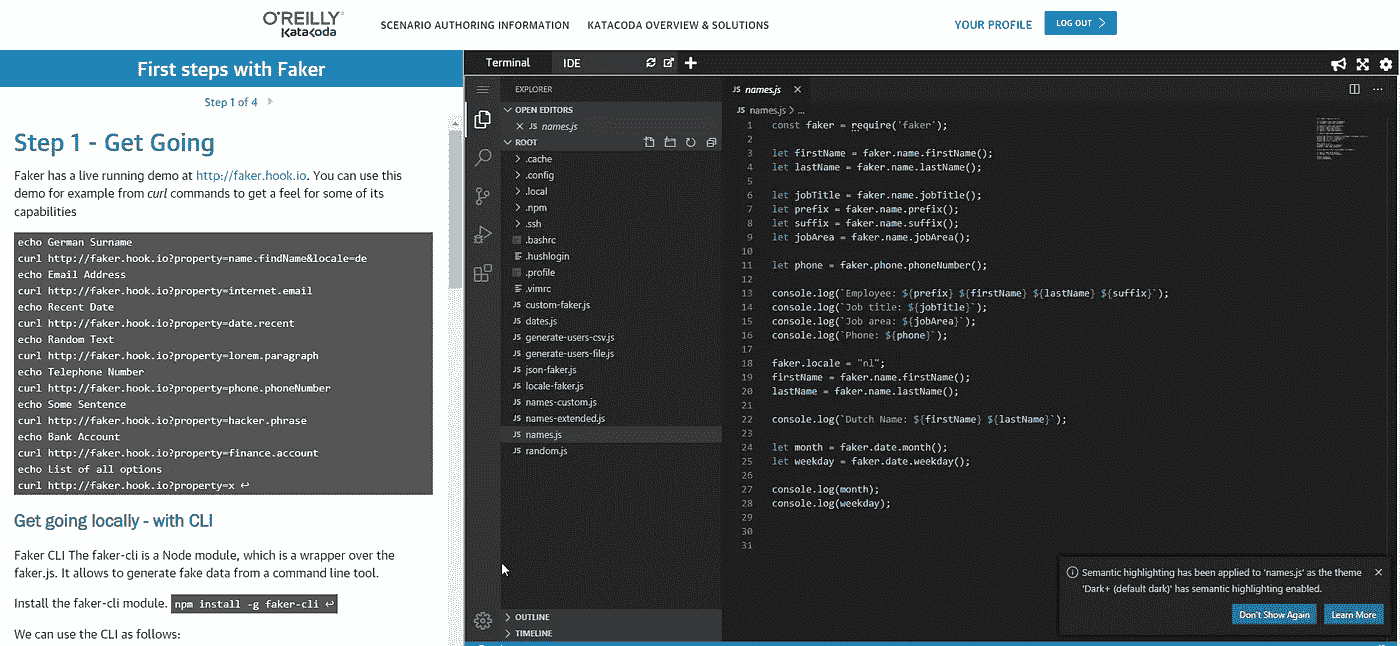 O'REILLY
Katacoda
SCENARIO AUTHORING INFORMATION
KATACODA OVERVIEW & SOLUTIONS
YOUR PROFILE
LOG OUT
First steps with Faker
Step 1 of 4
Step 1 - Get Going
Faker has a live running demo at http://faker.hook.io. You can use this
demo for example from curl commands to get a feel for some of its
capabilities
echo German Surname
curl http://faker.hook.io?property=name.findName&locale=de
echo Email Address
curl http://faker.hook.io?property=internet.email
echo Recent Date
curl http://faker.hook.io?property=date.recent
echo Random Text
curl http://faker.hook.io?property=lorem.paragraph
echo Telephone Number
curl http://faker.hook.io?property=phone.phoneNumber
echo Some Sentence
curl http://faker.hook.io?property=hacker.phrase
echo Bank Account
curl http://faker.hook.io?property=finance.account
echo List of all options
curl http://faker.hook.io?property=x ↩
Get going locally - with CLI
Faker CLI The faker-cli is a Node module, which is a wrapper over the
faker.js. It allows to generate fake data from a command line tool.
Install the faker-cli module. npm install -g faker-cli ↩
We can use the CLI as follows:
Terminal
IDE
EXPLORER
OPEN EDITORS
JS names.js
ROOT
.cache
.config
.local
.npm
.ssh
.bashrc
.hushlogin
.profile
.vimrc
JS custom-faker.js
JS dates.js
JS generate-users-csv.js
JS generate-users-file.js
JS json-faker.js
JS locale-faker.js
JS names-custom.js
JS names-extended.js
JS names.js
JS random.js
OUTLINE
TIMELINE
JS names.js
JS names.js > ...
1 const faker = require('faker');
2
3 let firstName = faker.name.firstName();
4 let lastName = faker.name.lastName();
5
6 let jobTitle = faker.name.jobTitle();
7 let prefix = faker.name.prefix();
8 let suffix = faker.name.suffix();
9 let jobArea = faker.name.jobArea();
10
11 let phone = faker.phone.phoneNumber();
12
13 console.log(`Employee: ${prefix} ${firstName} ${lastName} ${suffix}`);
14 console.log(`Job title: ${jobTitle}`);
15 console.log(`Job area: ${jobArea}`);
16 console.log(`Phone: ${phone}`);
17
18 faker.locale = "nl";
19 firstName = faker.name.firstName();
20 lastName = faker.name.lastName();
21
22 console.log(`Dutch Name: ${firstName} ${lastName}`);
23
24 let month = faker.date.month();
25 let weekday = faker.date.weekday();
26
27 console.log(month);
28 console.log(weekday);
29
30
31
Semantic highlighting has been applied to 'names.js' as the theme
'Dark+ (default dark)' has semantic highlighting enabled.
Don't Show Again
Learn More